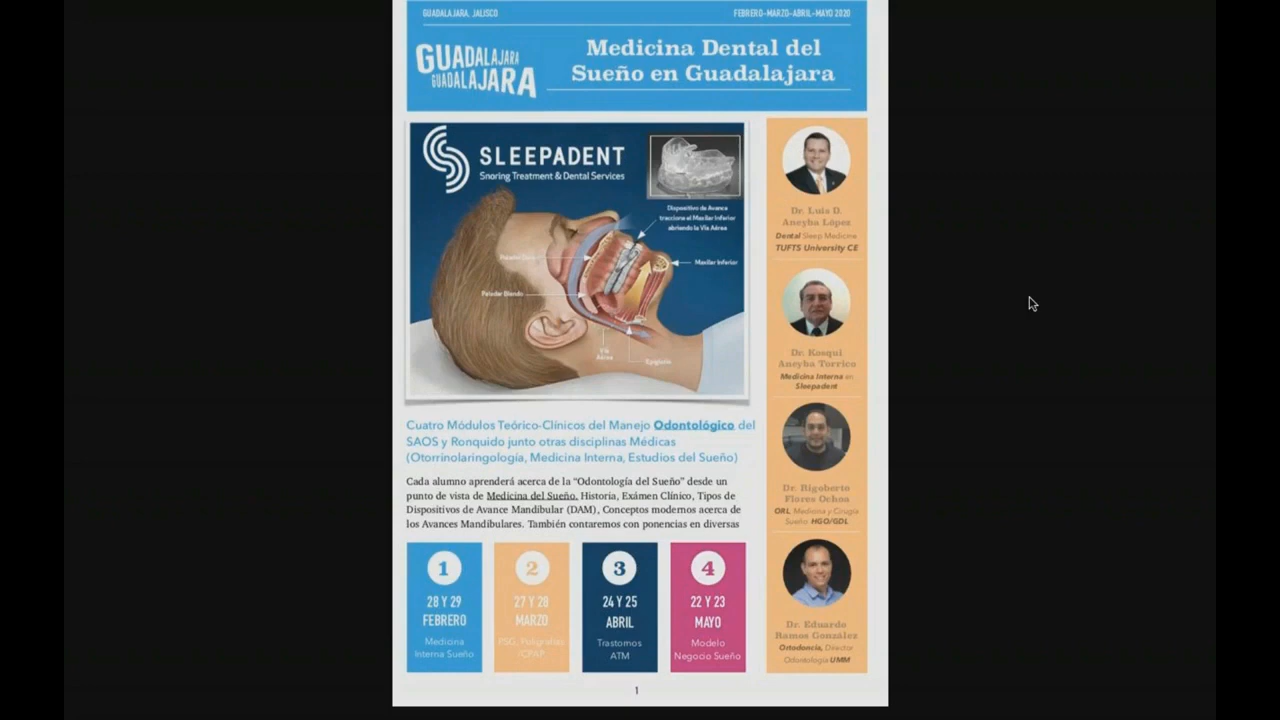 GUADALAJARA, JALISCO
FEBRERO-MARZO-ABRIL-MAYO 2020
GUADALAJARA
GUADALAJARA
Medicina Dental del
Sueño en Guadalajara
SLEEPADENT
Snoring Treatment & Dental Services
Dispositivo de Avance
tracciona el Maxilar Inferior
abriendo la Vía Aérea
Paladar
Maxilar Inferior
Paladar Blando
Vía
Aérea
Epiglotis
Cuatro Módulos Teórico-Clínicos del Manejo Odontológico del
SAOS y Ronquido junto otras disciplinas Médicas
(Otorrinolaringología, Medicina Interna, Estudios del Sueño)
Cada alumno aprenderá acerca de la “Odontología del Sueño” desde un
punto de vista de Medicina del Sueño, Historia, Exámen Clínico, Tipos de
Dispositivos de Avance Mandibular (DAM), Conceptos modernos acerca de
los Avances Mandibulares. También contaremos con ponencias en diversas
1
28 Y 29
FEBRERO
Medicina
Interna Sueño
2
27 Y 28
MARZO
PSG, Poligrafías
/CPAP
3
24 Y 25
ABRIL
Trastornos
ATM
4
22 Y 23
MAYO
Modelo
Negocio Sueño
Dr. Luis D.
Aneyba López
Dental Sleep Medicine
TUFTS University CE
Dr. Kosqui
Aneyba Torrico
Medicina Interna en
Sleepadent
Dr. Rigoberto
Flores Ochoa
ORL, Medicina y Cirugía
Sueño HGO/GDL
Dr. Eduardo
Ramos González
Ortodoncia, Director
Odontología UMM
1